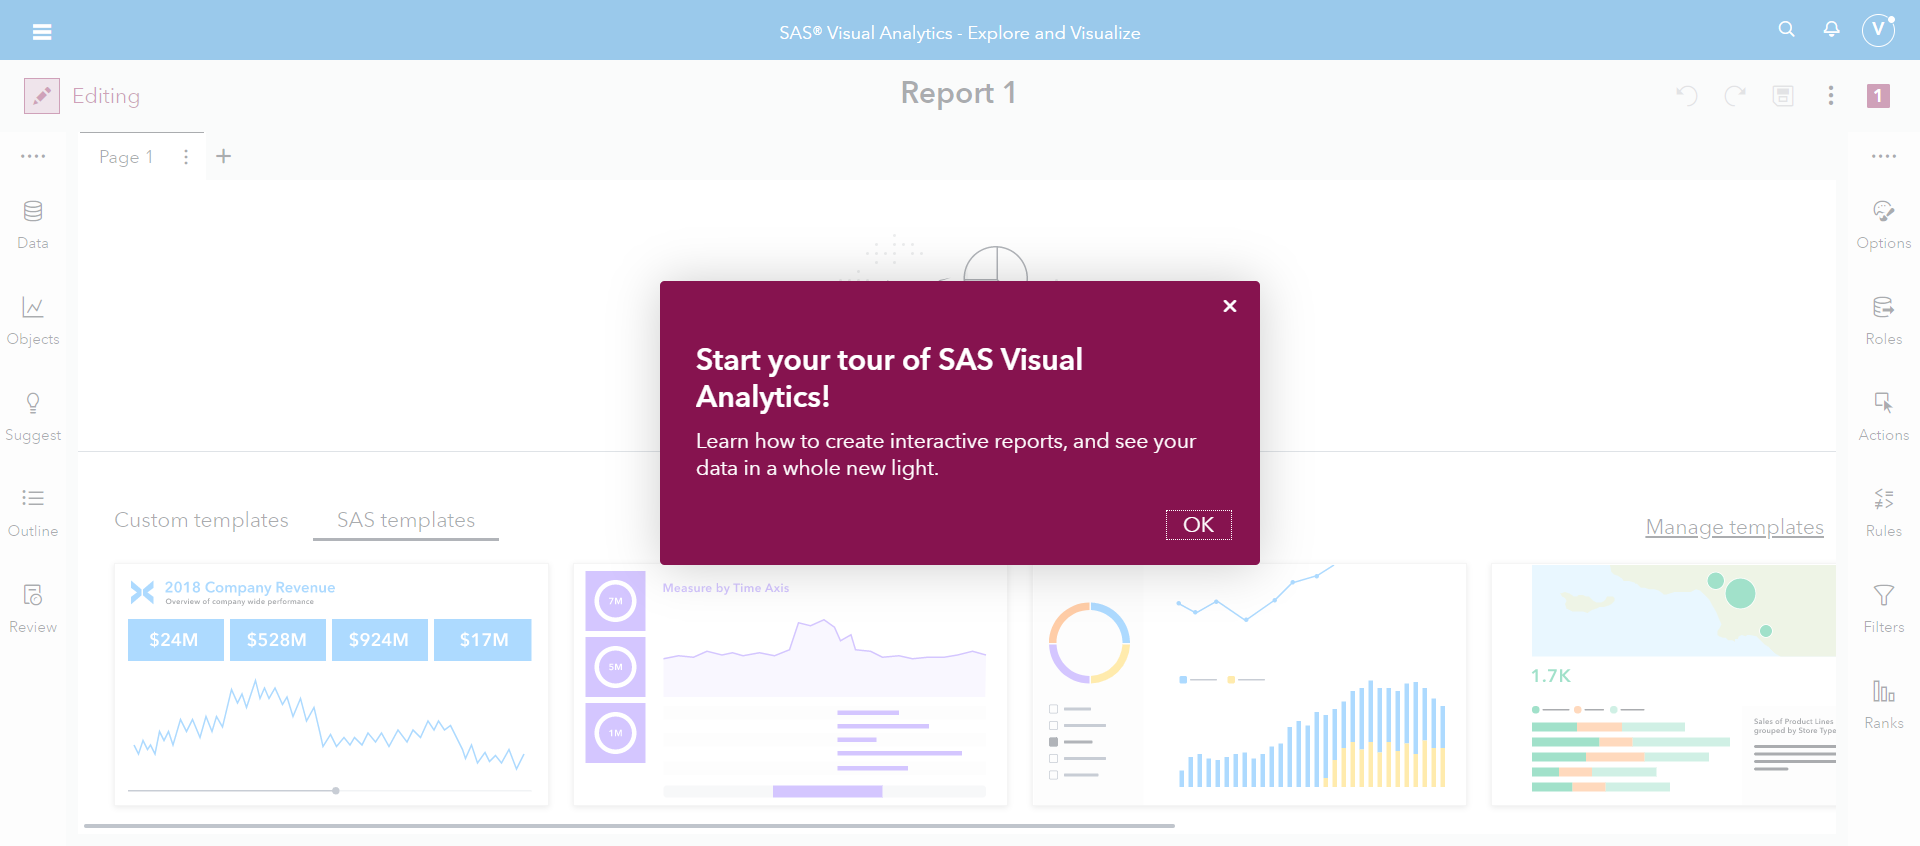 SAS® Visual Analytics - Explore and Visualize
V
Editing
Report 1
1
Page 1
Data
Objects
Suggest
Outline
Review
Options
Roles
Actions
Rules
Filters
Ranks
Start your tour of SAS Visual
Analytics!
Learn how to create interactive reports, and see your
data in a whole new light.
OK
Custom templates
SAS templates
Manage templates
2018 Company Revenue
Overview of company wide performance
$24M
$528M
$924M
$17M
7M
5M
1M
Measure by Time Axis
1.7K
Sales of Product Lines
grouped by Store Type